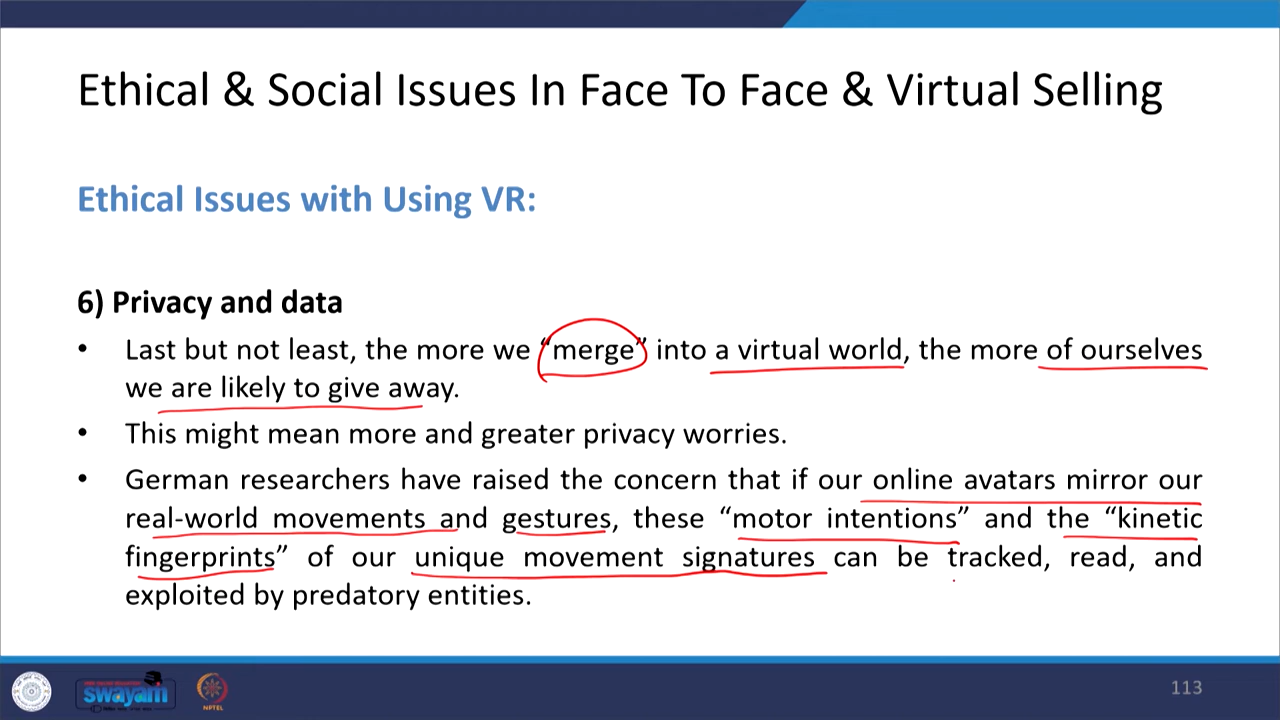 Ethical & Social Issues In Face To Face & Virtual Selling
Ethical Issues with Using VR:
6) Privacy and data
• Last but not least, the more we “merge” into a virtual world, the more of ourselves
we are likely to give away.
• This might mean more and greater privacy worries.
• German researchers have raised the concern that if our online avatars mirror our
real-world movements and gestures, these “motor intentions” and the “kinetic
fingerprints” of our unique movement signatures can be tracked, read, and
exploited by predatory entities.
swayam
NPTEL
113